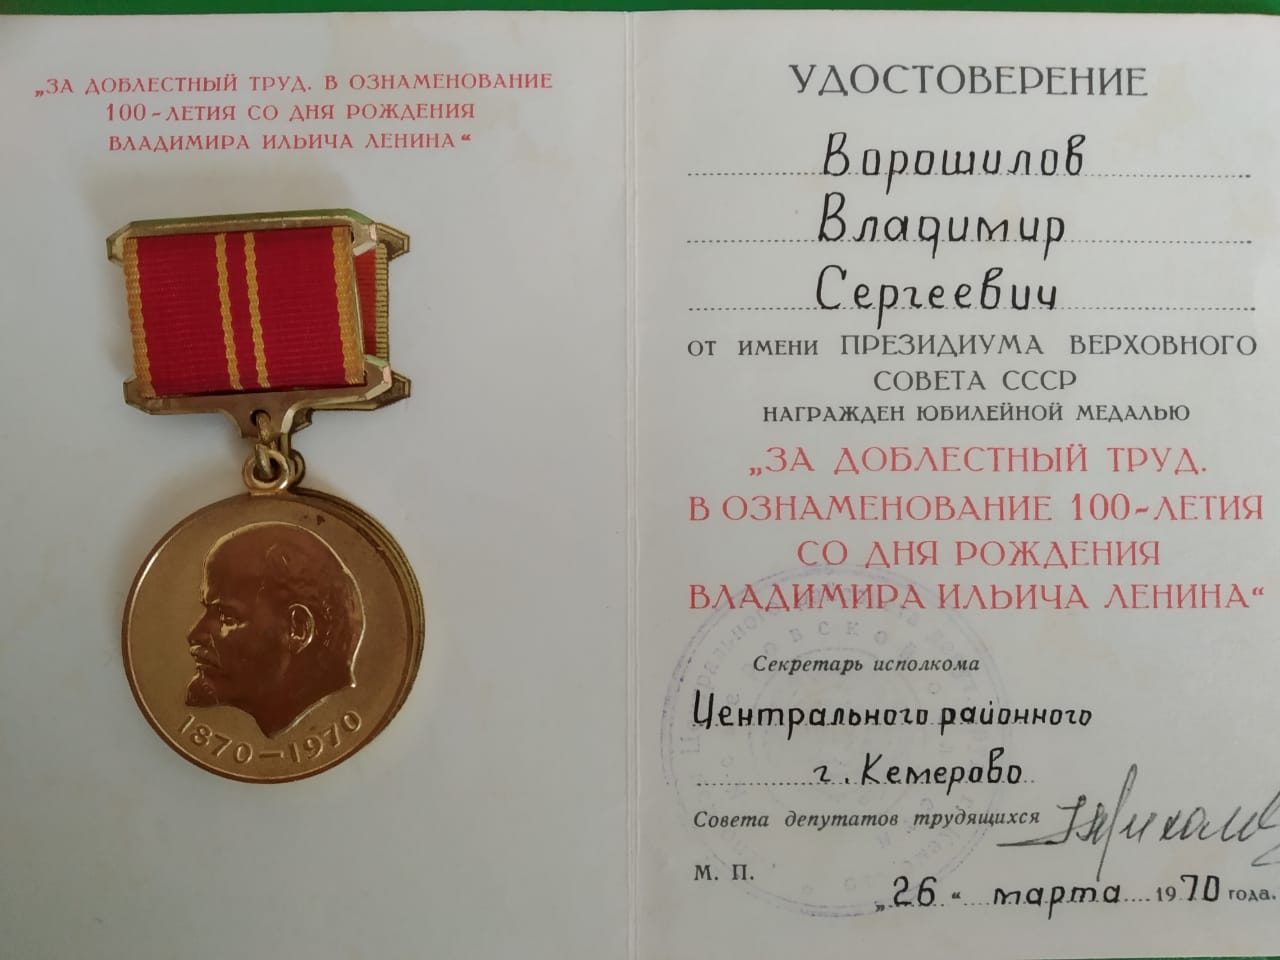 „ЗА ДОБЛЕСТНЫЙ ТРУД. В ОЗНАМЕНОВАНИЕ
100-ЛЕТИЯ СО ДНЯ РОЖДЕНИЯ
ВЛАДИМИРА ИЛЬИЧА ЛЕНИНА“
1870-1970
УДОСТОВЕРЕНИЕ
Ворошилов
Владимир
Сергеевич
ОТ ИМЕНИ ПРЕЗИДИУМА ВЕРХОВНОГО
СОВЕТА СССР
НАГРАЖДЕН ЮБИЛЕЙНОЙ МЕДАЛЬЮ
„ЗА ДОБЛЕСТНЫЙ ТРУД.
В ОЗНАМЕНОВАНИЕ 100-ЛЕТИЯ
СО ДНЯ РОЖДЕНИЯ
ВЛАДИМИРА ИЛЬИЧА ЛЕНИНА“
Секретарь исполкома
Центрального районного
г. Кемерово
Совета депутатов трудящихся
М. П.
„26“ марта 1970 года.